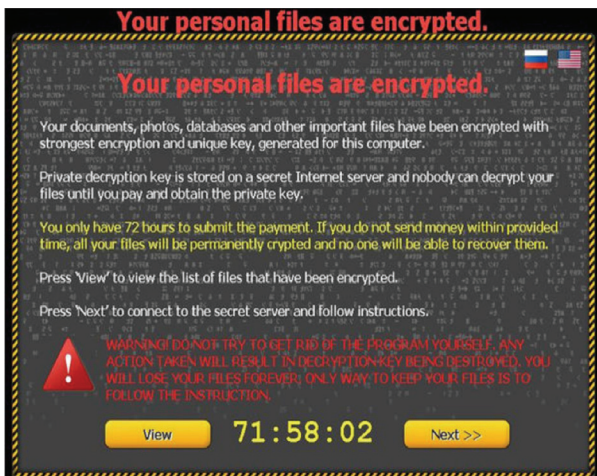 Your personal files are encrypted.
Your personal files are encrypted.
Your documents, photos, databases and other important files have been encrypted with
strongest encryption and unique key, generated for this computer.
Private decryption key is stored on a secret Internet server and nobody can decrypt your
files until you pay and obtain the private key.
You only have 72 hours to submit the payment. If you do not send money within provided
time, all your files will be permanently crypted and no one will be able to recover them.
Press 'View' to view the list of files that have been encrypted.
Press 'Next' to connect to the secret server and follow instructions.
WARNING! DO NOT TRY TO GET RID OF THE PROGRAM YOURSELF. ANY
ACTION TAKEN WILL RESULT IN DECRYPTION KEY BEING DESTROYED. YOU
WILL LOSE YOUR FILES FOREVER. ONLY WAY TO KEEP YOUR FILES IS TO
FOLLOW THE INSTRUCTION.
View
71:58:02
Next >>